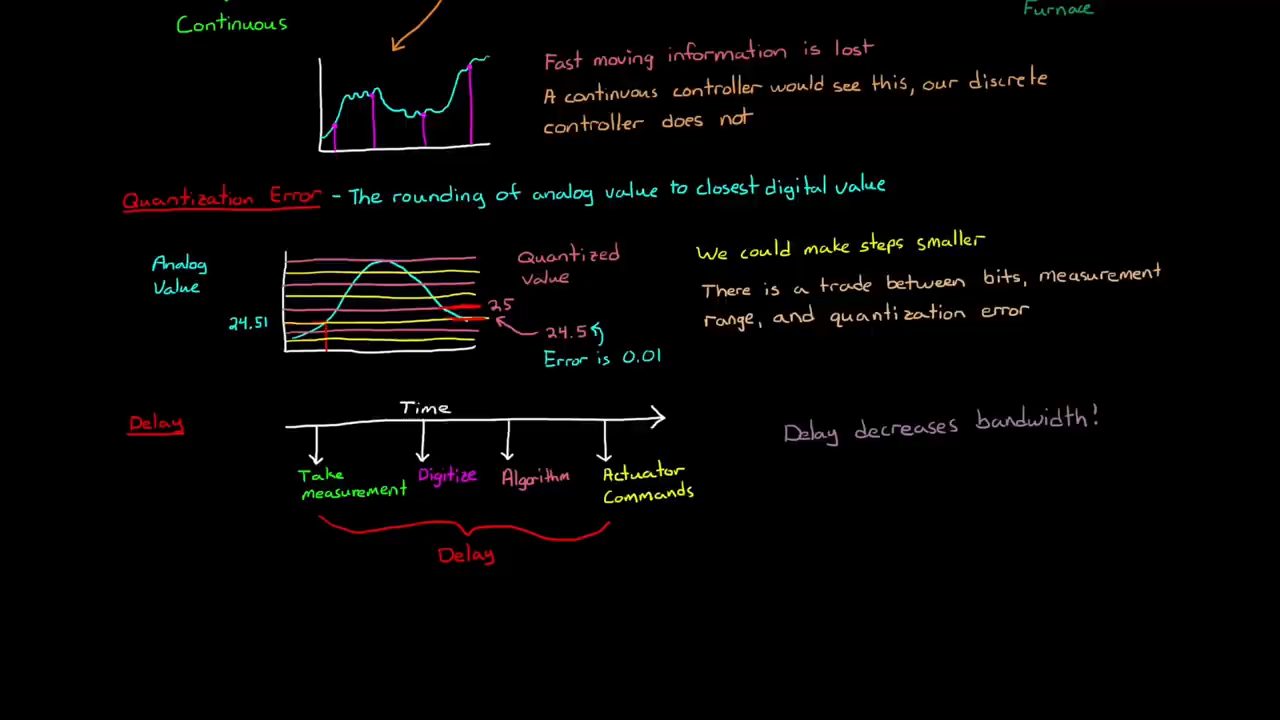 Furnace
Continuous
Fast moving information is lost
A continuous controller would see this, our discrete
controller does not
Quantization Error - The rounding of analog value to closest digital value
Analog
Value
24.51
Quantized
Value
25
24.5
Error is 0.01
We could make steps smaller
There is a trade between bits, measurement
range, and quantization error
Delay
Time
Take
measurement
Digitize
Algorithm
Actuator
Commands
Delay
Delay decreases bandwidth!